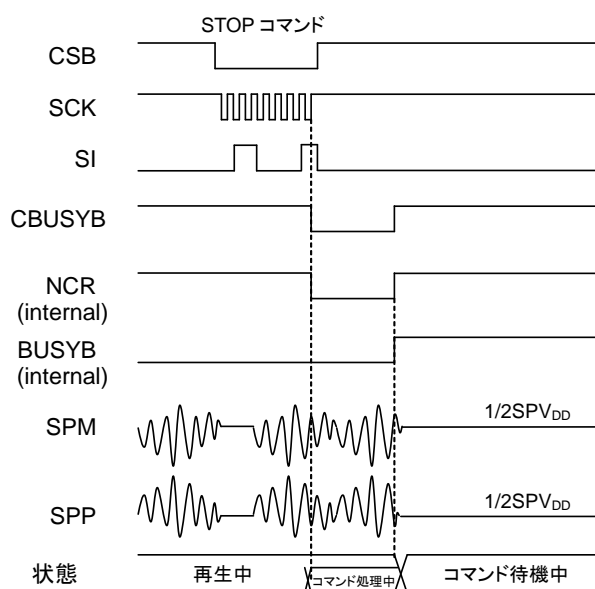 STOP コマンド
CSB
SCK
SI
CBUSYB
NCR
(internal)
BUSYB
(internal)
SPM
1/2SPVDD
SPP
1/2SPVDD
状態
再生中
コマンド処理中
コマンド待機中